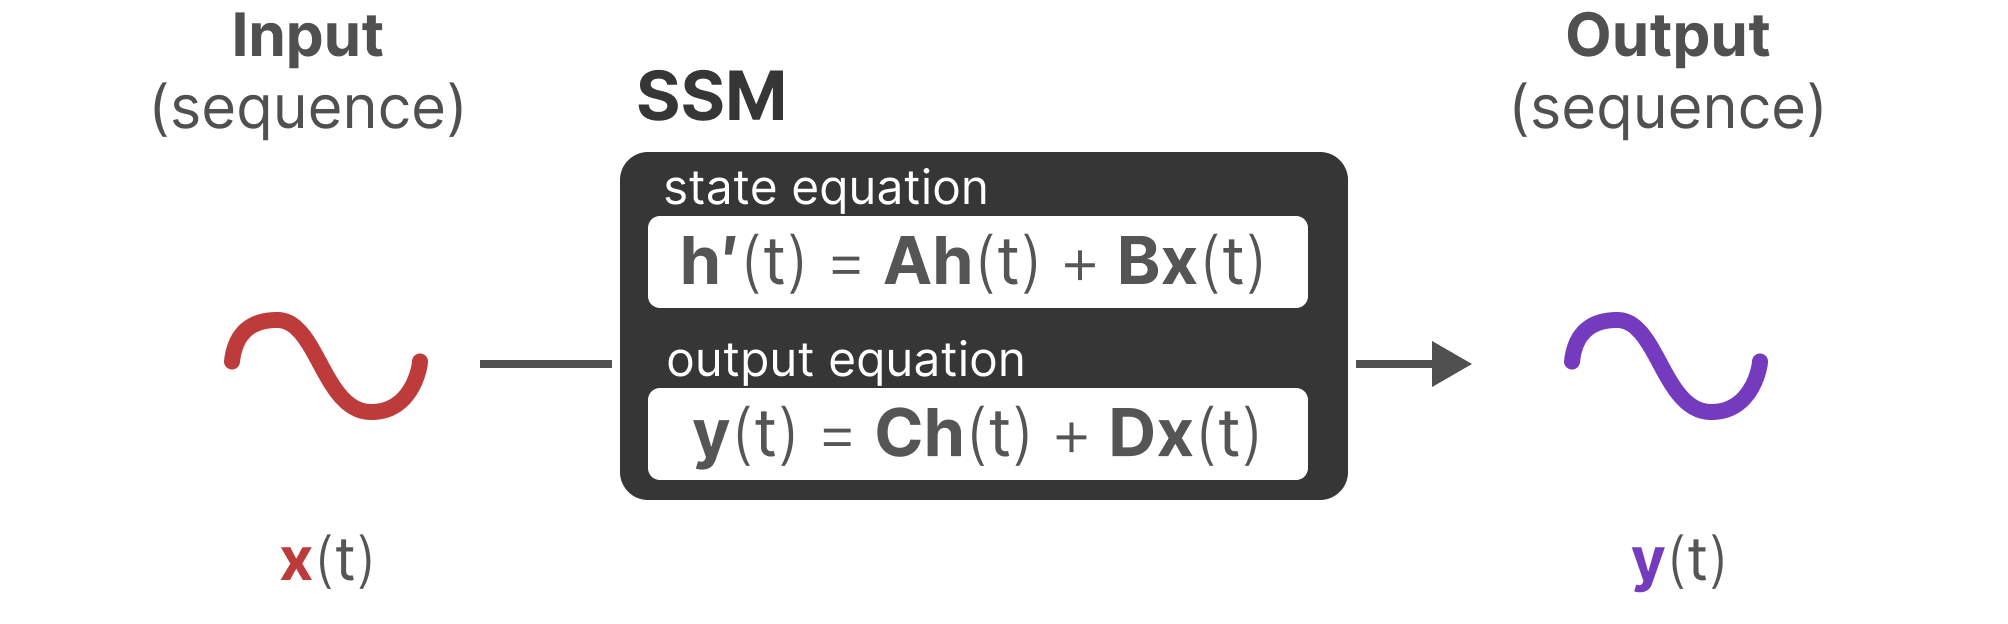 Input
(sequence)
SSM
state equation
h′(t) = Ah(t) + Bx(t)
output equation
y(t) = Ch(t) + Dx(t)
Output
(sequence)
x(t)
y(t)